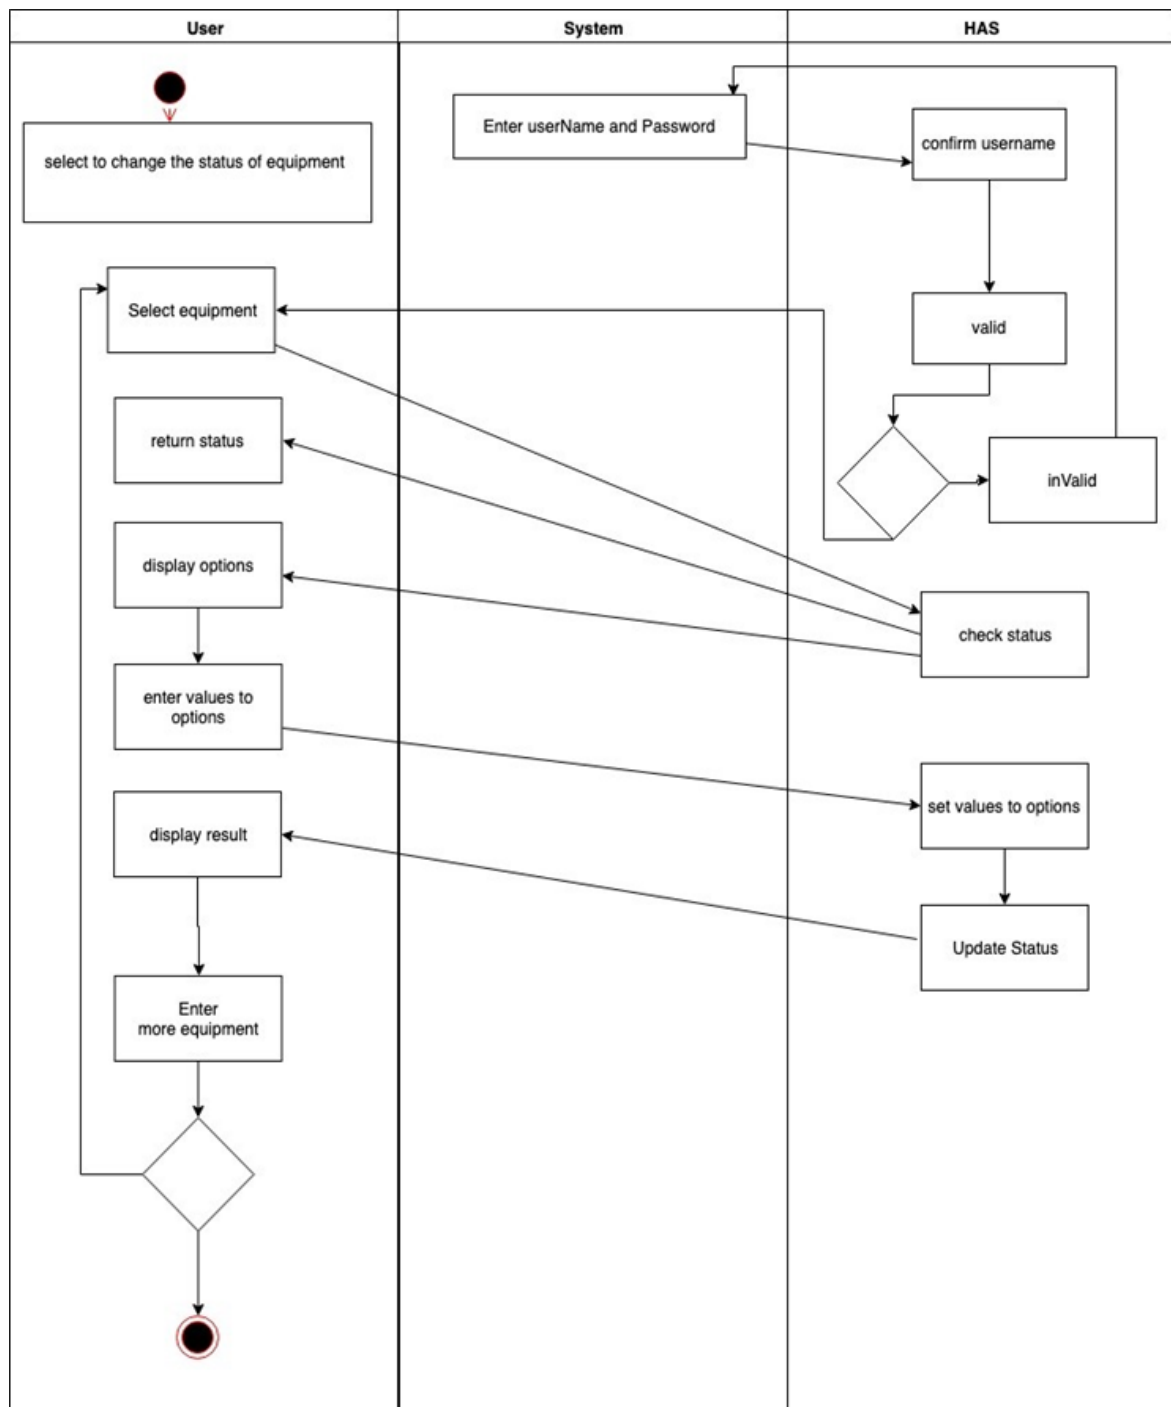 User
System
HAS
select to change the status of equipment
Enter userName and Password
confirm username
Select equipment
valid
return status
inValid
display options
check status
enter values to
options
set values to options
display result
Update Status
Enter
more equipment